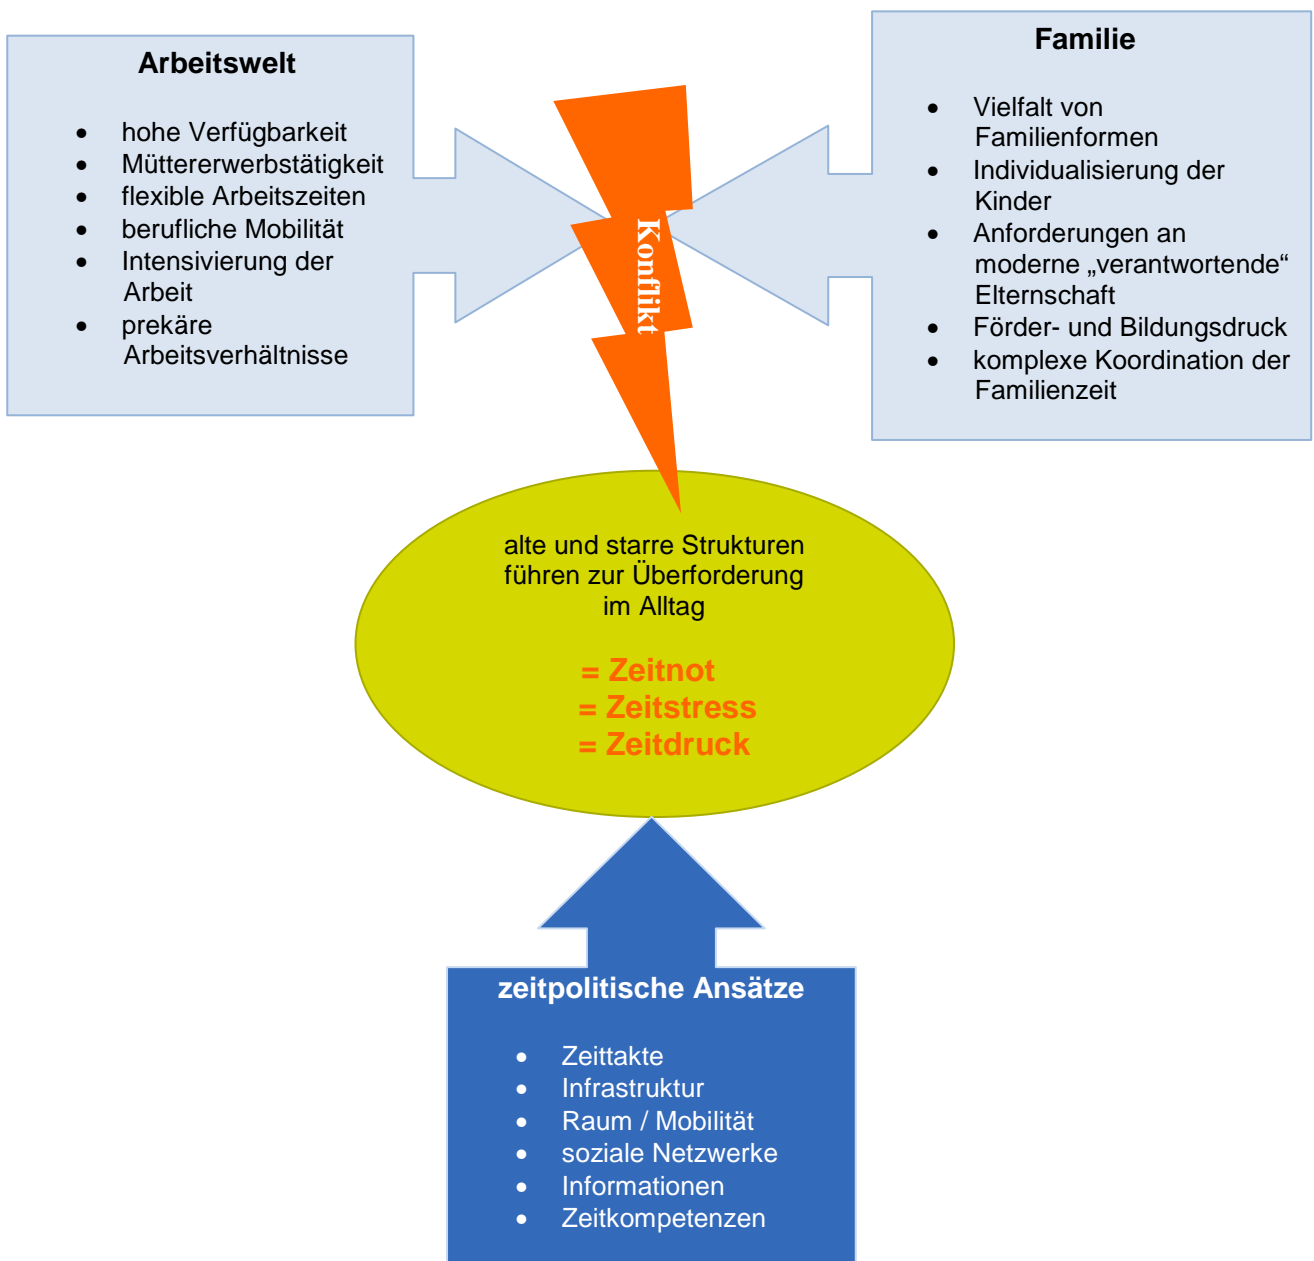 Arbeitswelt
• hohe Verfügbarkeit
• Müttererwerbstätigkeit
• flexible Arbeitszeiten
• berufliche Mobilität
• Intensivierung der
Arbeit
• prekäre
Arbeitsverhältnisse
Konflikt
Familie
• Vielfalt von
Familienformen
• Individualisierung der
Kinder
• Anforderungen an
moderne „verantwortende“
Elternschaft
• Förder- und Bildungsdruck
• komplexe Koordination der
Familienzeit
alte und starre Strukturen
führen zur Überforderung
im Alltag
= Zeitnot
= Zeitstress
= Zeitdruck
zeitpolitische Ansätze
• Zeittakte
• Infrastruktur
• Raum / Mobilität
• soziale Netzwerke
• Informationen
• Zeitkompetenzen